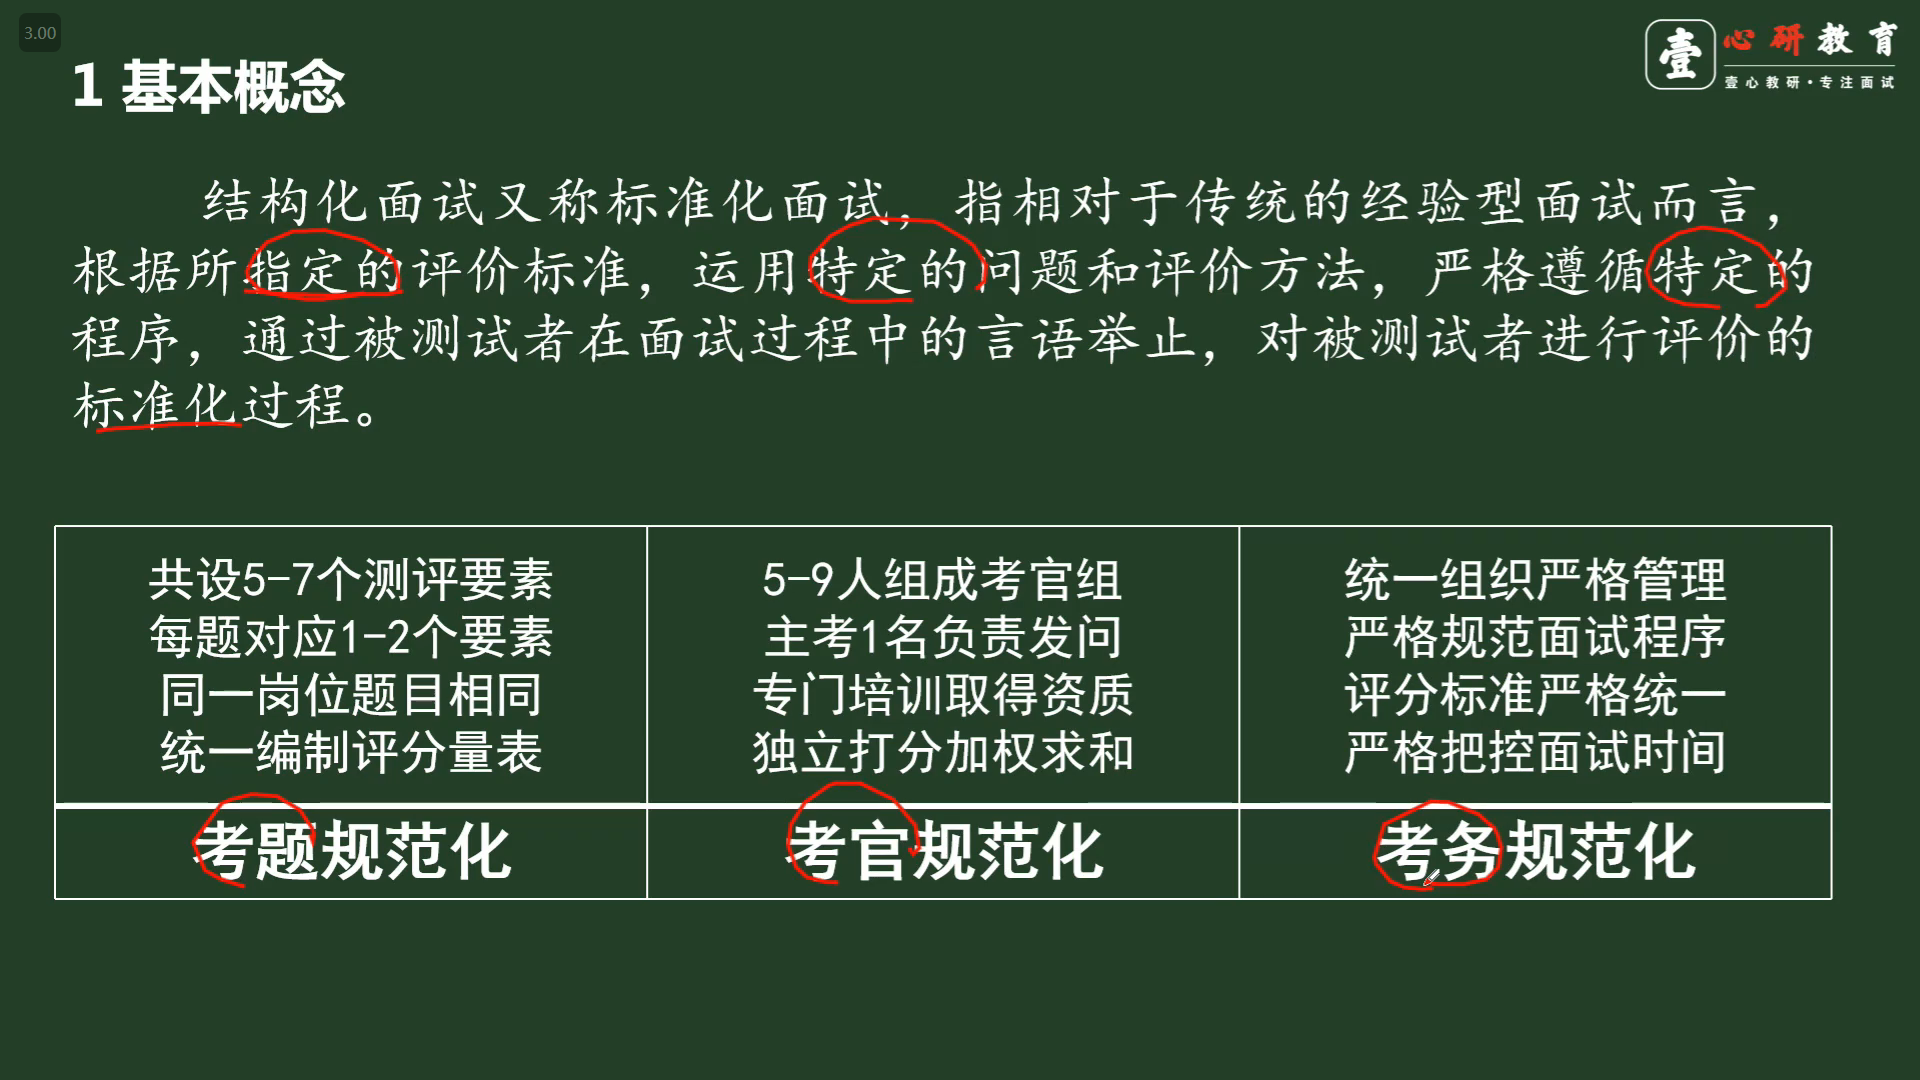 3.00
壹 心研教育
壹心教研·专注面试
1 基本概念
结构化面试又称标准化面试，指相对于传统的经验型面试而言，
根据所指定的评价标准，运用特定的问题和评价方法，严格遵循特定的
程序，通过被测试者在面试过程中的言语举止，对被测试者进行评价的
标准化过程。
共设5-7个测评要素
每题对应1-2个要素
同一岗位题目相同
统一编制评分量表
考题规范化
5-9人组成考官组
主考1名负责发问
专门培训取得资质
独立打分加权求和
考官规范化
统一组织严格管理
严格规范面试程序
评分标准严格统一
严格把控面试时间
考务规范化